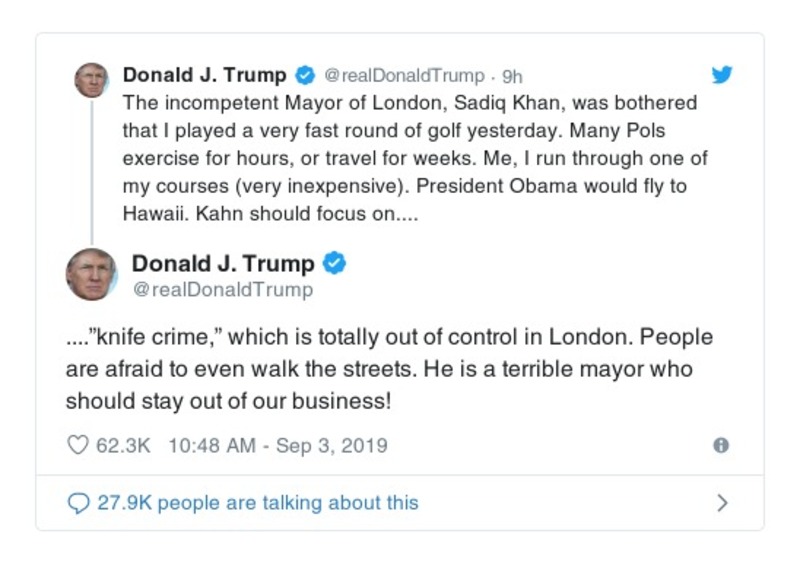 Donald J. Trump @realDonaldTrump · 9h
The incompetent Mayor of London, Sadiq Khan, was bothered
that I played a very fast round of golf yesterday. Many Pols
exercise for hours, or travel for weeks. Me, I run through one of
my courses (very inexpensive). President Obama would fly to
Hawaii. Kahn should focus on....
Donald J. Trump
@realDonaldTrump
....”knife crime,” which is totally out of control in London. People
are afraid to even walk the streets. He is a terrible mayor who
should stay out of our business!
62.3K 10:48 AM - Sep 3, 2019
27.9K people are talking about this